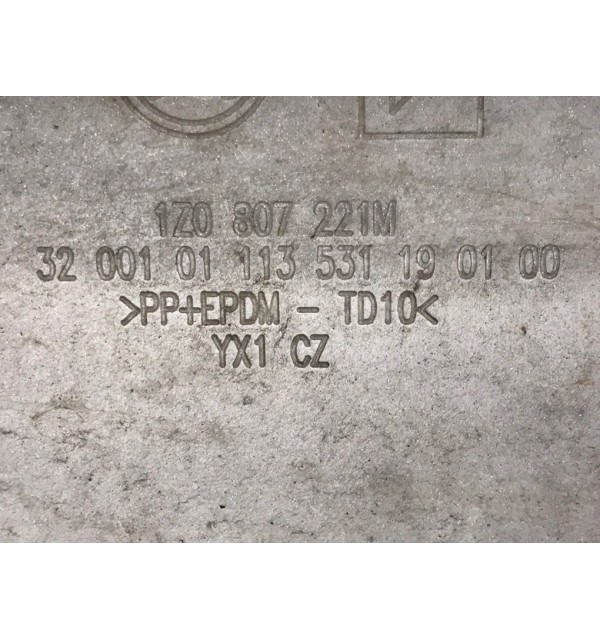 1Z0 807 221M
32 001 01 113 531 19 01 00
>PP+EPDM - TD10<
YX1 CZ